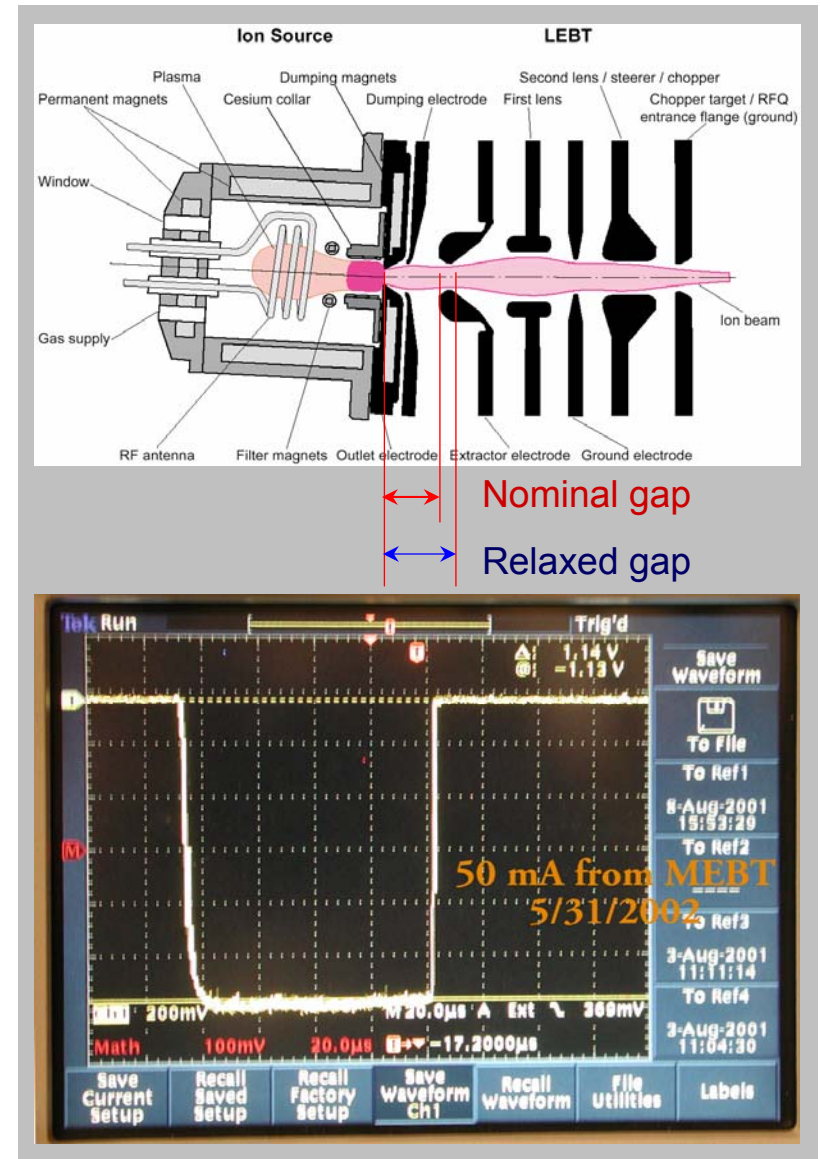 Ion Source LEBT
Plasma Dumping magnets Second lens / steerer / chopper
Permanent magnets Cesium collar Dumping electrode First lens Chopper target / RFQ
entrance flange (ground)
Window
Gas supply
Ion beam
RF antenna Filter magnets Outlet electrode Extractor electrode Ground electrode
Nominal gap
Relaxed gap
Tek Run Trig'd
Δ: 1.14 V
@: -1.13 V
Save
Waveform
To File
To Ref1
8-Aug-2001
15:53:29
To Ref2
----
To Ref3
3-Aug-2001
11:11:14
To Ref4
3-Aug-2001
11:04:30
1
M
50 mA from MEBT
5/31/2002
Ch1 200mV M 20.0µs A Ext 368mV
Math 100mV 20.0µs -17.2000µs
Save
Current
Setup
Recall
Saved
Setup
Recall
Factory
Setup
Save
Waveform
Ch1
Recall
Waveform
File
Utilities
Labels